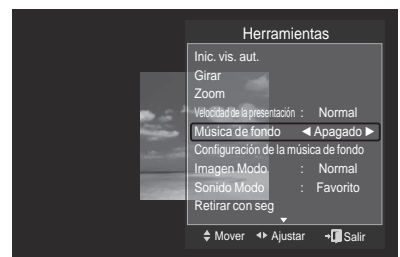 Herramientas
Inic. vis. aut.
Girar
Zoom
Velocidad de la presentación : Normal
Música de fondo ◀ Apagado ▶
Configuración de la música de fondo
Imagen Modo : Normal
Sonido Modo : Favorito
Retirar con seg
Mover Ajustar Salir